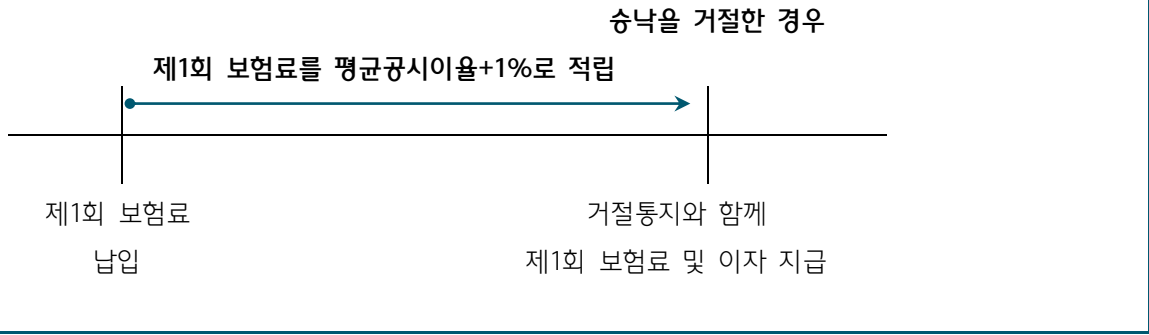 승낙을 거절한 경우
제1회 보험료를 평균공시이율+1%로 적립
제1회 보험료
납입
거절통지와 함께
제1회 보험료 및 이자 지급